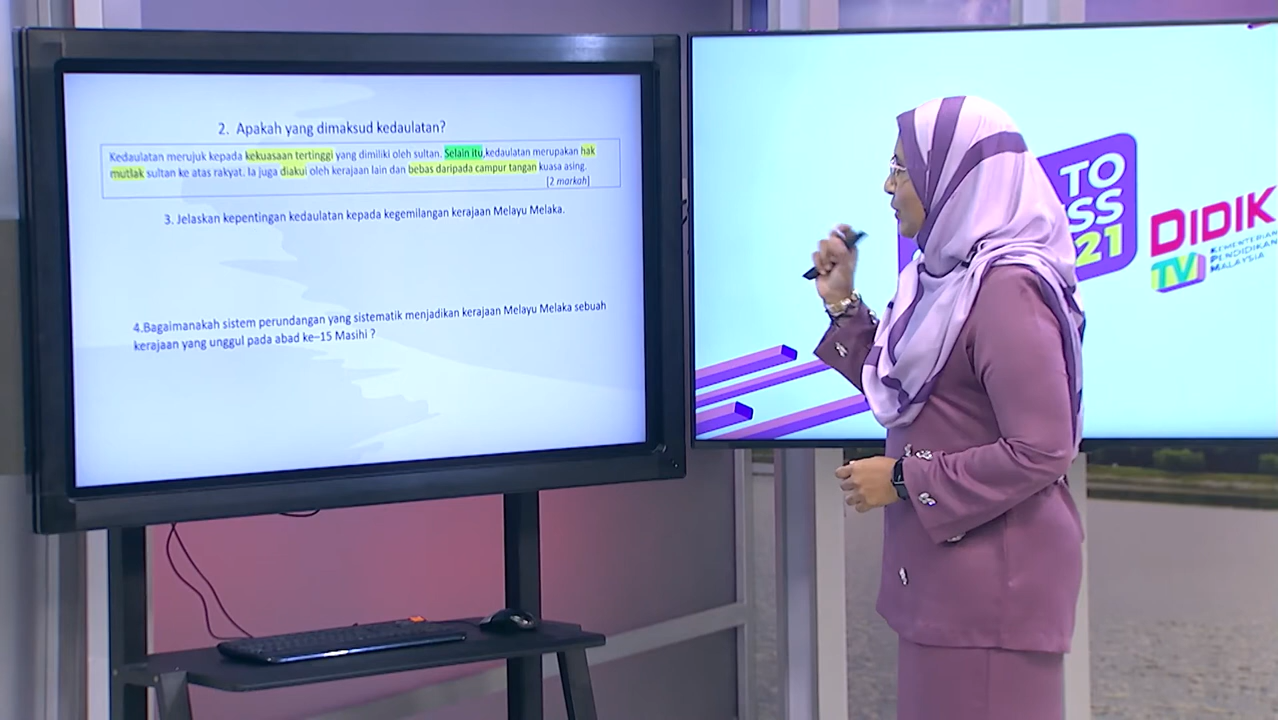 2. Apakah yang dimaksud kedaulatan?
Kedaulatan merujuk kepada kekuasaan tertinggi yang dimiliki oleh sultan. Selain itu,kedaulatan merupakan hak
mutlak sultan ke atas rakyat. Ia juga diakui oleh kerajaan lain dan bebas daripada campur tangan kuasa asing.
[2 markah]
3. Jelaskan kepentingan kedaulatan kepada kegemilangan kerajaan Melayu Melaka.
4.Bagaimanakah sistem perundangan yang sistematik menjadikan kerajaan Melayu Melaka sebuah
kerajaan yang unggul pada abad ke–15 Masihi ?
TO
SS
21
DIDIK
TV
KEMENTERIAN
PENDIDIKAN
MALAYSIA